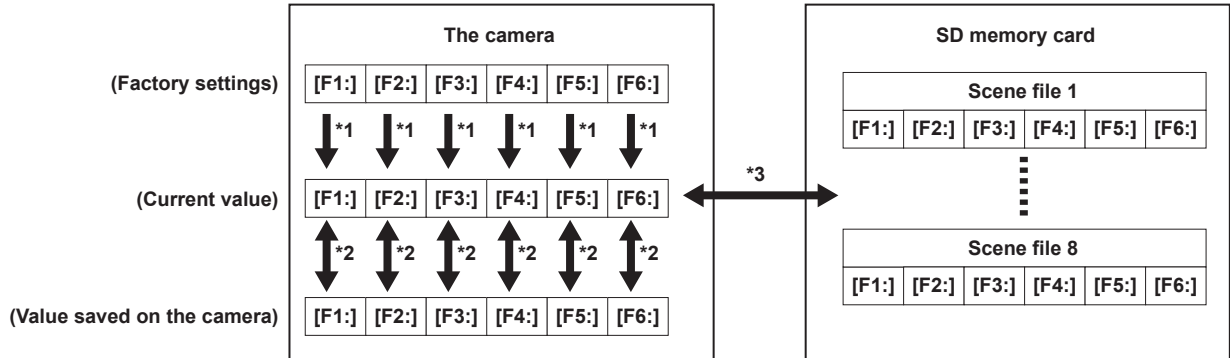 The camera
SD memory card
(Factory settings)
[F1:] [F2:] [F3:] [F4:] [F5:] [F6:]
Scene file 1
[F1:] [F2:] [F3:] [F4:] [F5:] [F6:]
*1 *1 *1 *1 *1 *1
*3
(Current value)
[F1:] [F2:] [F3:] [F4:] [F5:] [F6:]
*2 *2 *2 *2 *2 *2
Scene file 8
[F1:] [F2:] [F3:] [F4:] [F5:] [F6:]
(Value saved on the camera)
[F1:] [F2:] [F3:] [F4:] [F5:] [F6:]